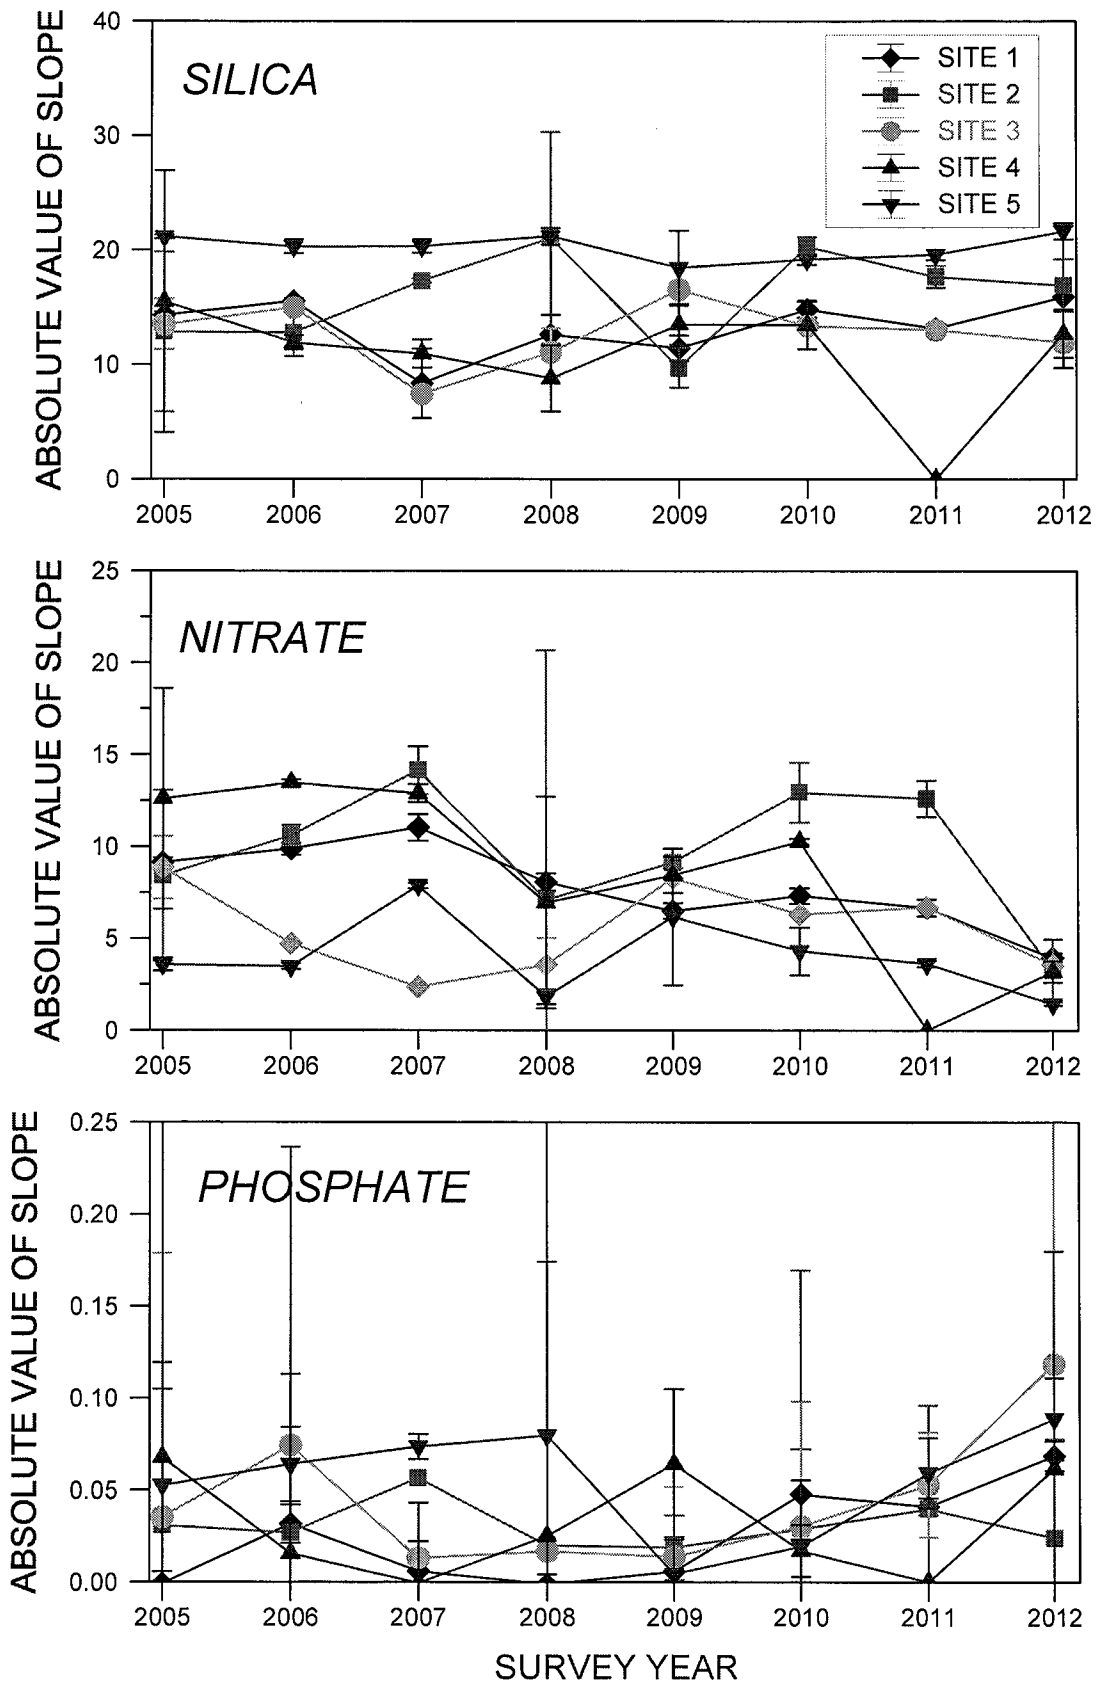 ABSOLUTE VALUE OF SLOPE
40
30
20
10
0
SILICA
SITE 1
SITE 2
SITE 3
SITE 4
SITE 5
2005 2006 2007 2008 2009 2010 2011 2012
ABSOLUTE VALUE OF SLOPE
25
20
15
10
5
0
NITRATE
2005 2006 2007 2008 2009 2010 2011 2012
ABSOLUTE VALUE OF SLOPE
0.25
0.20
0.15
0.10
0.05
0.00
PHOSPHATE
2005 2006 2007 2008 2009 2010 2011 2012
SURVEY YEAR